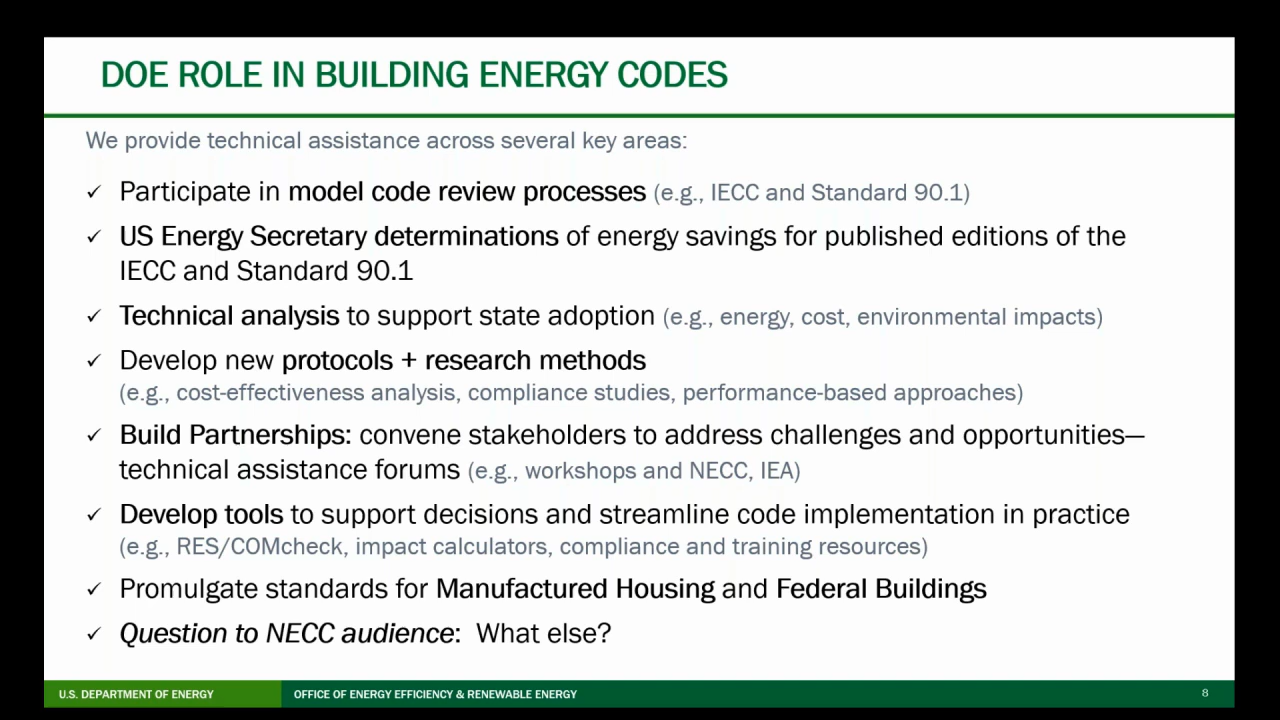 DOE ROLE IN BUILDING ENERGY CODES
We provide technical assistance across several key areas:
✓ Participate in model code review processes (e.g., IECC and Standard 90.1)
✓ US Energy Secretary determinations of energy savings for published editions of the
IECC and Standard 90.1
✓ Technical analysis to support state adoption (e.g., energy, cost, environmental impacts)
✓ Develop new protocols + research methods
(e.g., cost-effectiveness analysis, compliance studies, performance-based approaches)
✓ Build Partnerships: convene stakeholders to address challenges and opportunities—
technical assistance forums (e.g., workshops and NECC, IEA)
✓ Develop tools to support decisions and streamline code implementation in practice
(e.g., RES/COMcheck, impact calculators, compliance and training resources)
✓ Promulgate standards for Manufactured Housing and Federal Buildings
✓ Question to NECC audience: What else?
U.S. DEPARTMENT OF ENERGY OFFICE OF ENERGY EFFICIENCY & RENEWABLE ENERGY 8